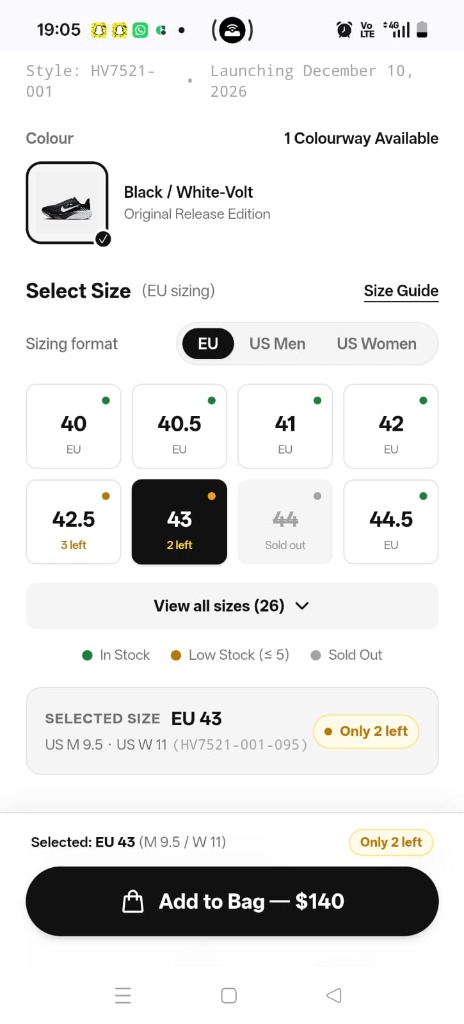 19:05
Vo LTE
4G
Style: HV7521-
001
•
Launching December 10,
2026
Colour
1 Colourway Available
Black / White-Volt
Original Release Edition
Select Size (EU sizing)
Size Guide
Sizing format
EU
US Men
US Women
40
EU
40.5
EU
41
EU
42
EU
42.5
3 left
43
2 left
44
Sold out
44.5
EU
View all sizes (26)
In Stock
Low Stock (≤ 5)
Sold Out
SELECTED SIZE EU 43
US M 9.5 · US W 11 (HV7521-001-095)
Only 2 left
Selected: EU 43 (M 9.5 / W 11)
Only 2 left
Add to Bag — $140